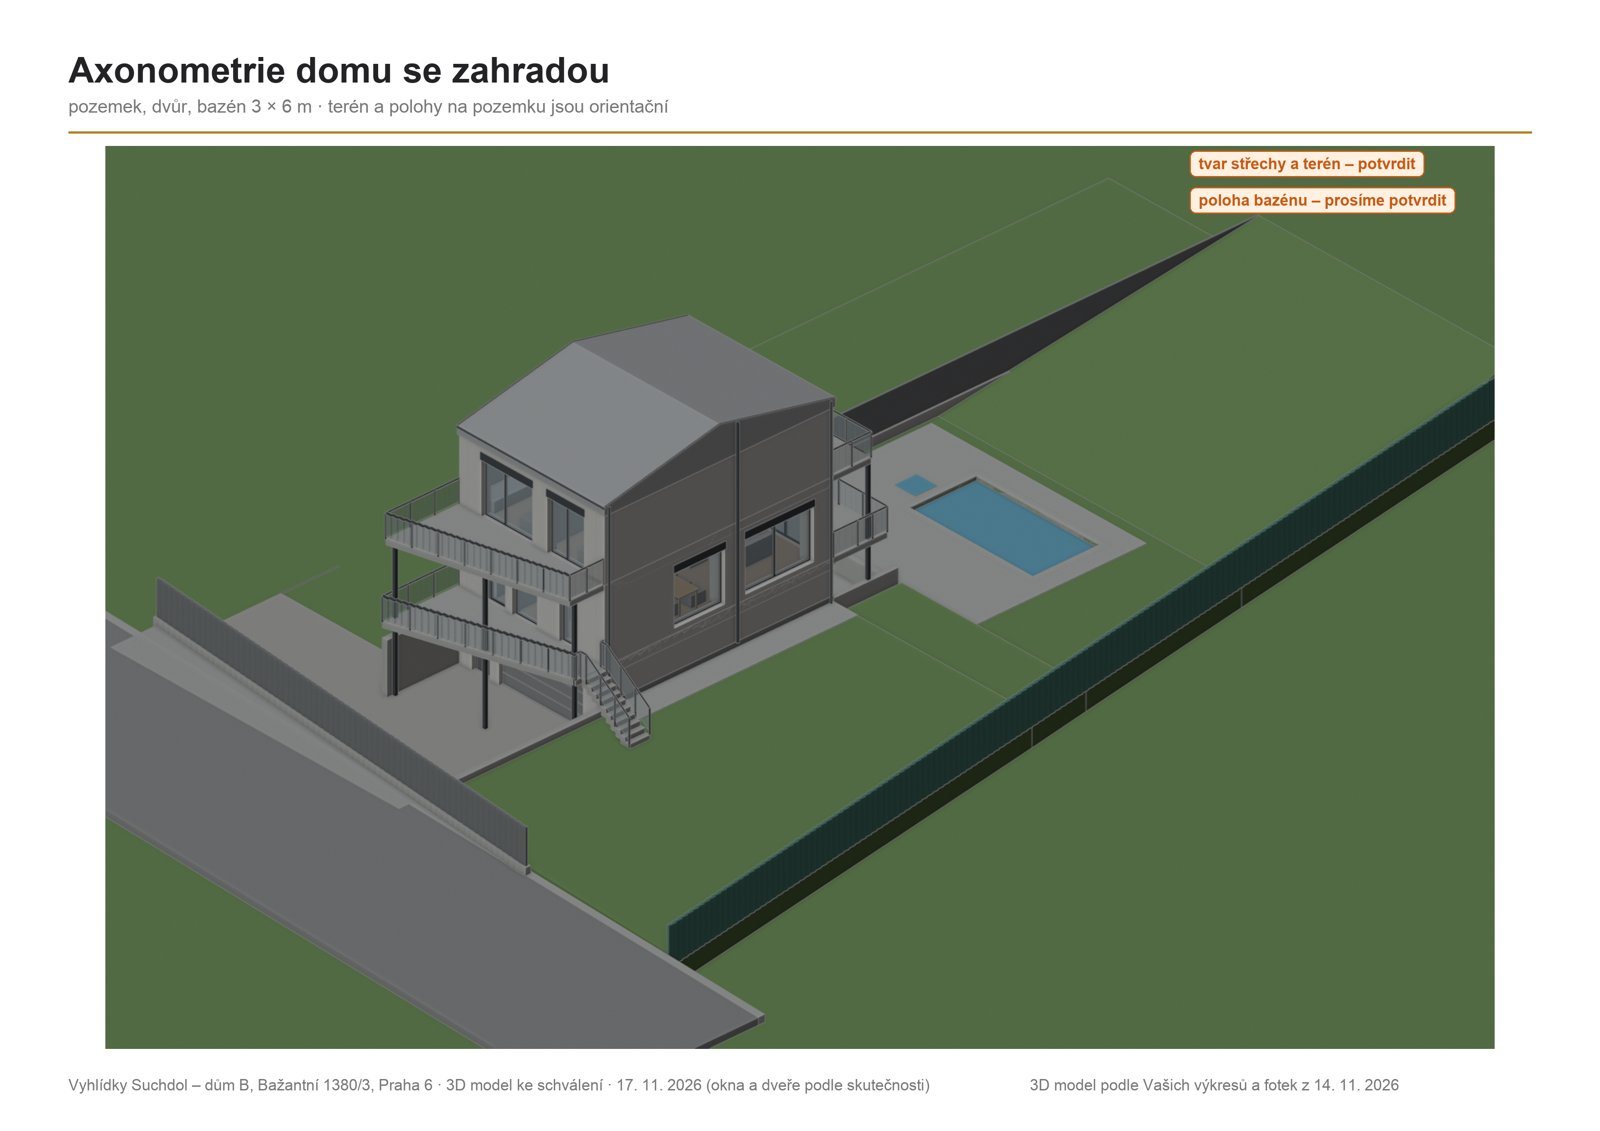 Axonometrie domu se zahradou
pozemek, dvůr, bazén 3 × 6 m · terén a polohy na pozemku jsou orientační
tvar střechy a terén – potvrdit
poloha bazénu – prosíme potvrdit
Vyhlídky Suchdol – dům B, Bažantní 1380/3, Praha 6 · 3D model ke schválení · 17. 11. 2026 (okna a dveře podle skutečnosti)
3D model podle Vašich výkresů a fotek z 14. 11. 2026